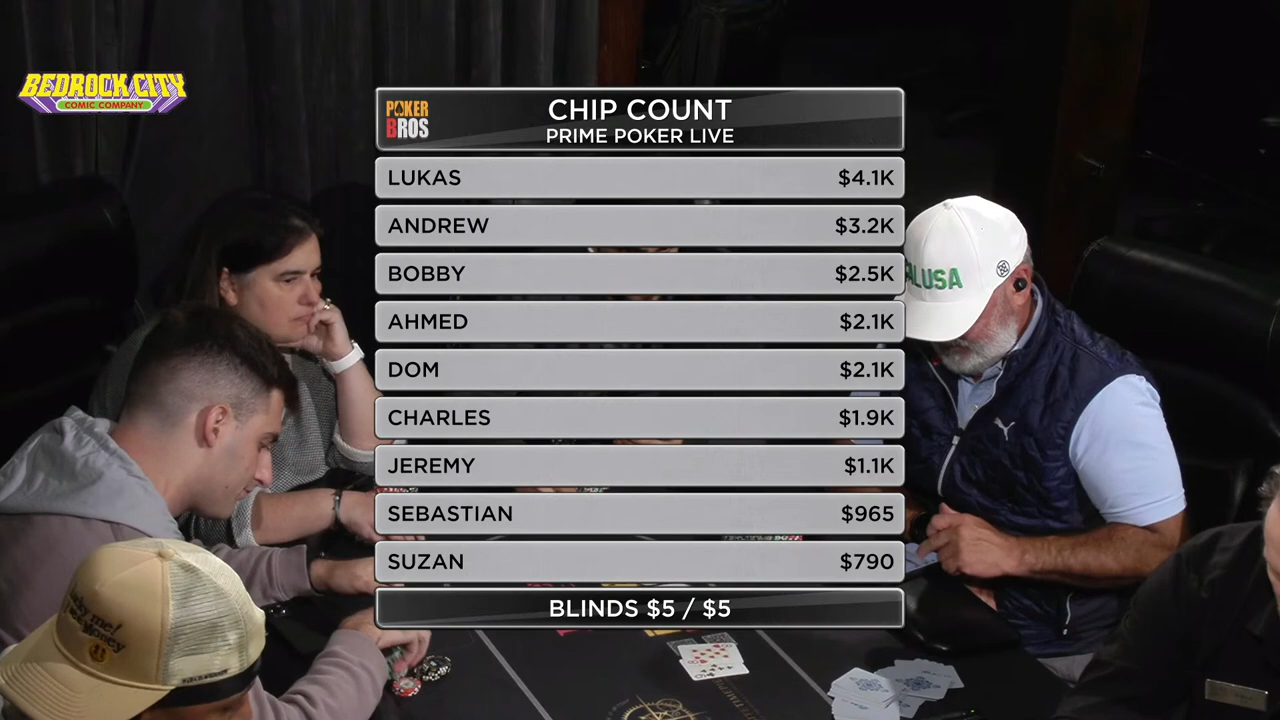 BEDROCK CITY
COMIC COMPANY
POKER
BROS
CHIP COUNT
PRIME POKER LIVE
LUKAS $4.1K
ANDREW $3.2K
BOBBY $2.5K
AHMED $2.1K
DOM $2.1K
CHARLES $1.9K
JEREMY $1.1K
SEBASTIAN $965
SUZAN $790
BLINDS $5 / $5
ALUSA
money